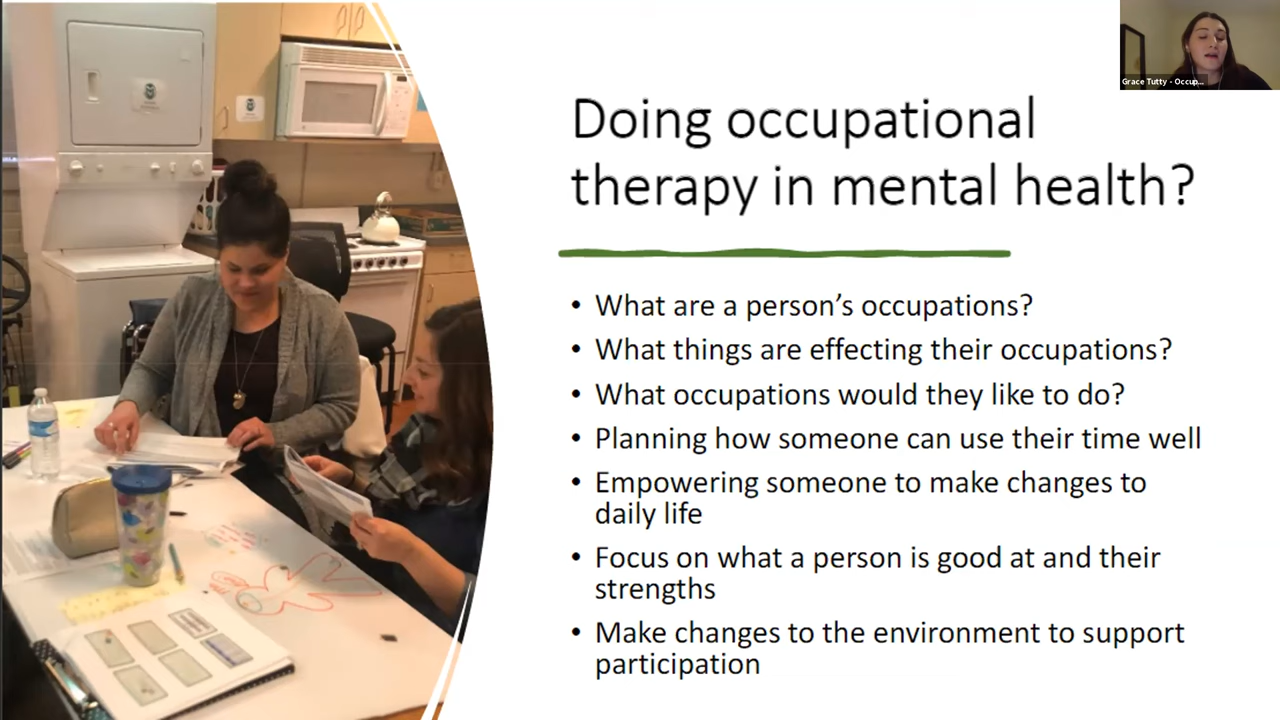 Grace Tutty - Occup...
Doing occupational
therapy in mental health?
• What are a person’s occupations?
• What things are effecting their occupations?
• What occupations would they like to do?
• Planning how someone can use their time well
• Empowering someone to make changes to
daily life
• Focus on what a person is good at and their
strengths
• Make changes to the environment to support
participation